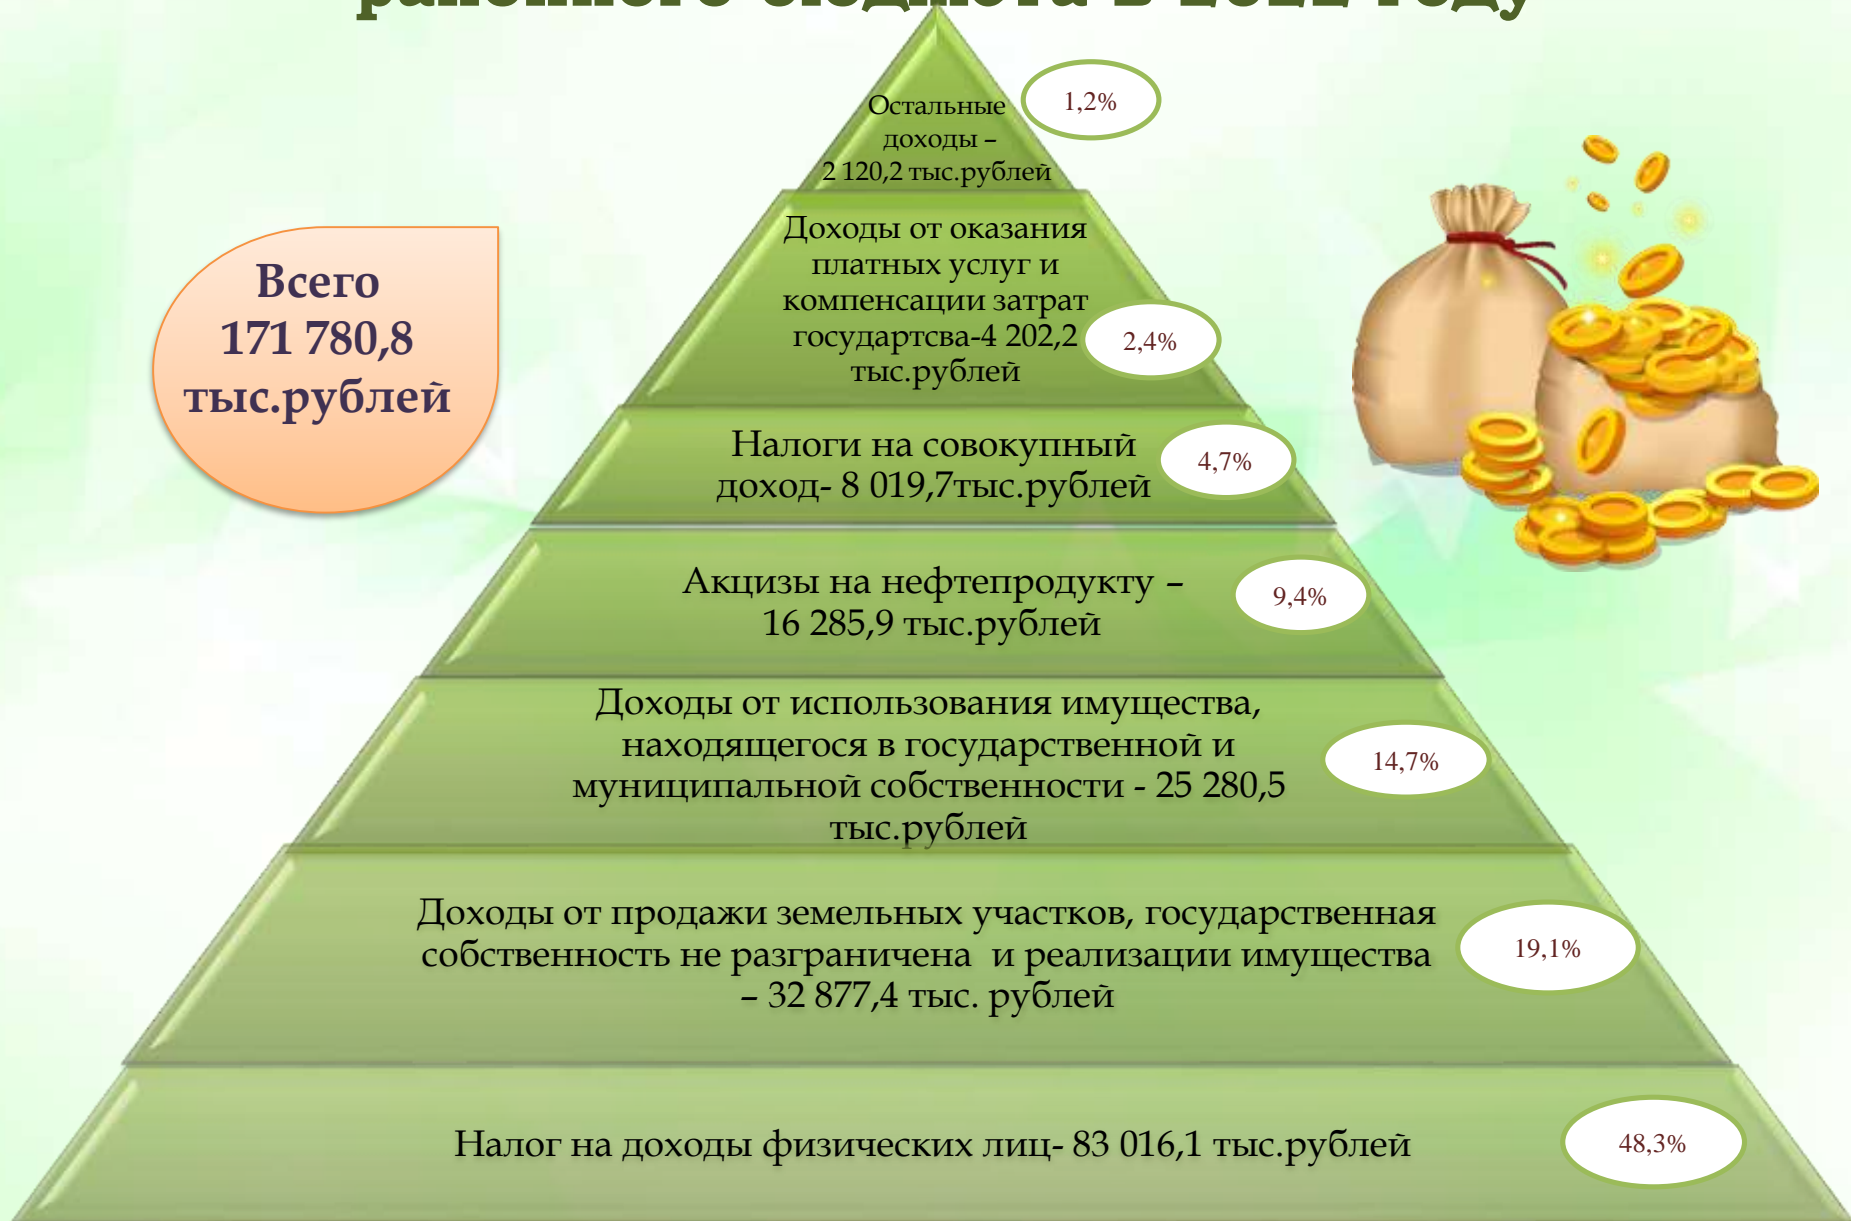 Остальные
доходы –
2 120,2 тыс.рублей
1,2%
Доходы от оказания
платных услуг и
компенсации затрат
государтсва-4 202,2
тыс.рублей
2,4%
Всего
171 780,8
тыс.рублей
Налоги на совокупный
доход- 8 019,7тыс.рублей
4,7%
Акцизы на нефтепродукту –
16 285,9 тыс.рублей
9,4%
Доходы от использования имущества,
находящегося в государственной и
муниципальной собственности - 25 280,5
тыс.рублей
14,7%
Доходы от продажи земельных участков, государственная
собственность не разграничена и реализации имущества
– 32 877,4 тыс. рублей
19,1%
Налог на доходы физических лиц- 83 016,1 тыс.рублей
48,3%